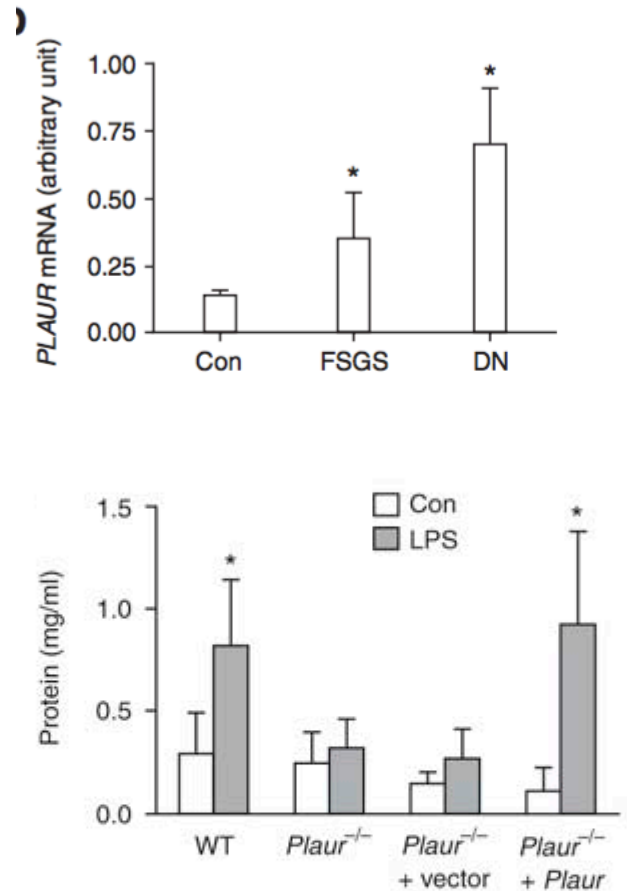 PLAUR mRNA (arbitrary unit)
1.00
0.75
0.50
0.25
0.00
*
*
Con FSGS DN
Protein (mg/ml)
1.5
1.0
0.5
0.0
Con
LPS
*
*
WT Plaur–/– Plaur–/– Plaur–/–
+ vector + Plaur